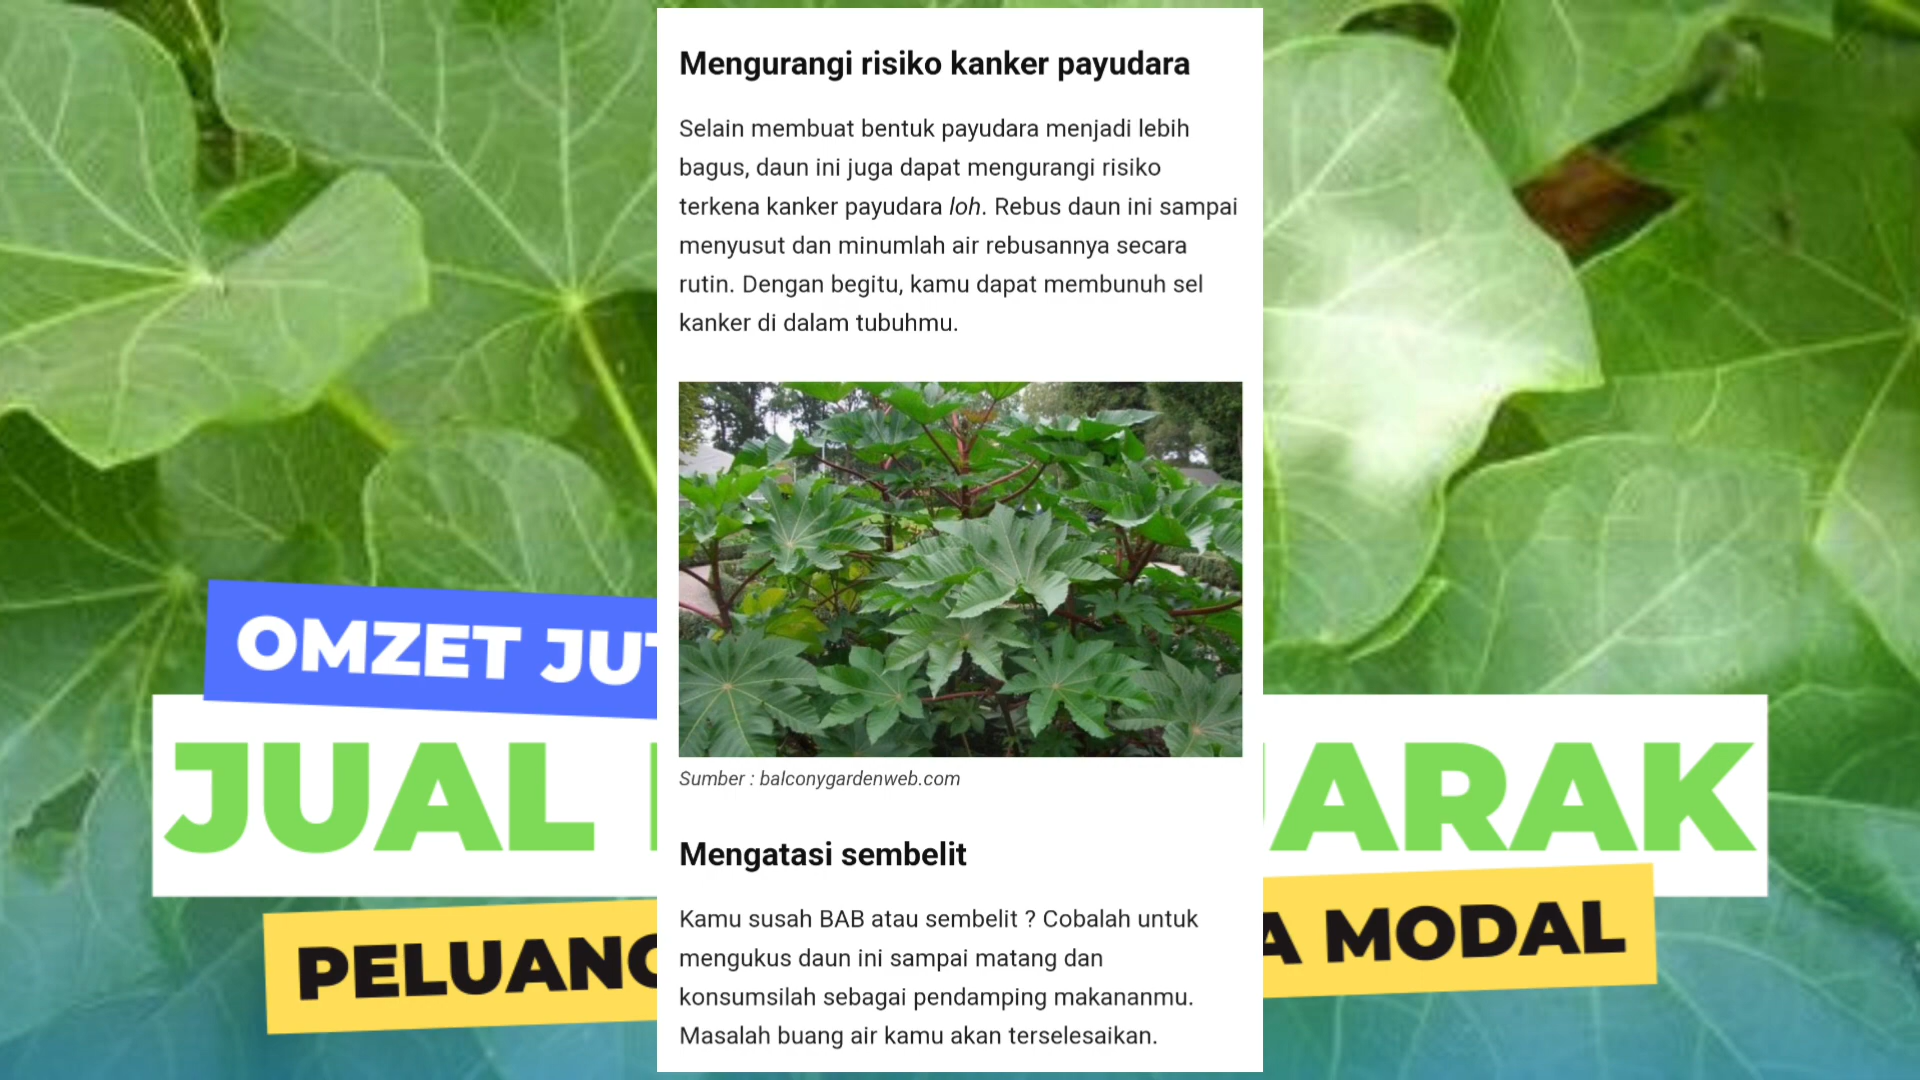 Mengurangi risiko kanker payudara
Selain membuat bentuk payudara menjadi lebih
bagus, daun ini juga dapat mengurangi risiko
terkena kanker payudara loh. Rebus daun ini sampai
menyusut dan minumlah air rebusannya secara
rutin. Dengan begitu, kamu dapat membunuh sel
kanker di dalam tubuhmu.
Sumber : balconygardenweb.com
Mengatasi sembelit
Kamu susah BAB atau sembelit ? Cobalah untuk
mengukus daun ini sampai matang dan
konsumsilah sebagai pendamping makananmu.
Masalah buang air kamu akan terselesaikan.
OMZET JUT
JUAL JARAK
PELUANG A MODAL